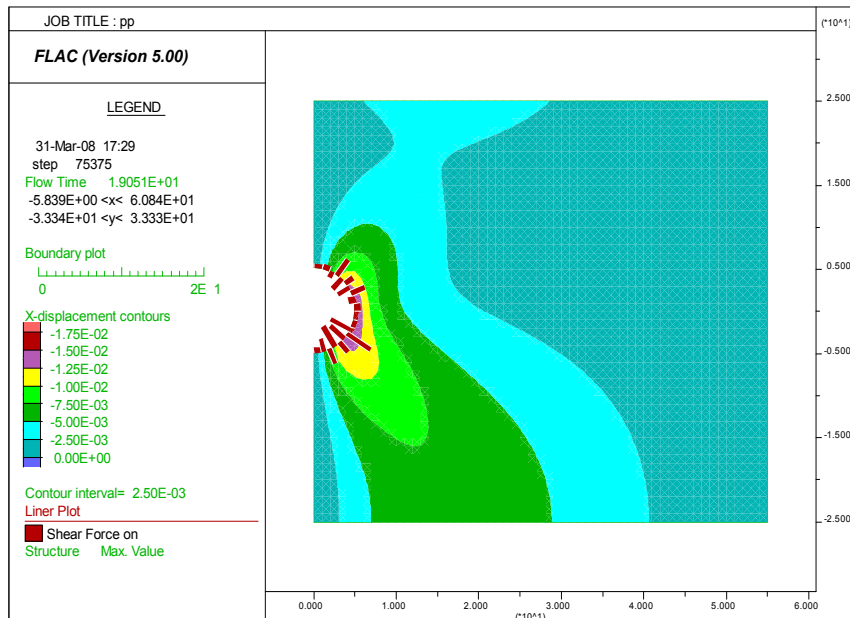 JOB TITLE : pp
(*10^1)
FLAC (Version 5.00)
LEGEND
31-Mar-08 17:29
step 75375
Flow Time 1.9051E+01
-5.839E+00 <x< 6.084E+01
-3.334E+01 <y< 3.333E+01
Boundary plot
0 2E 1
X-displacement contours
-1.75E-02
-1.50E-02
-1.25E-02
-1.00E-02
-7.50E-03
-5.00E-03
-2.50E-03
0.00E+00
Contour interval= 2.50E-03
Liner Plot
Shear Force on
Structure Max. Value
2.500
1.500
0.500
-0.500
-1.500
-2.500
0.000 1.000 2.000 3.000 4.000 5.000 6.000
(*10^1)